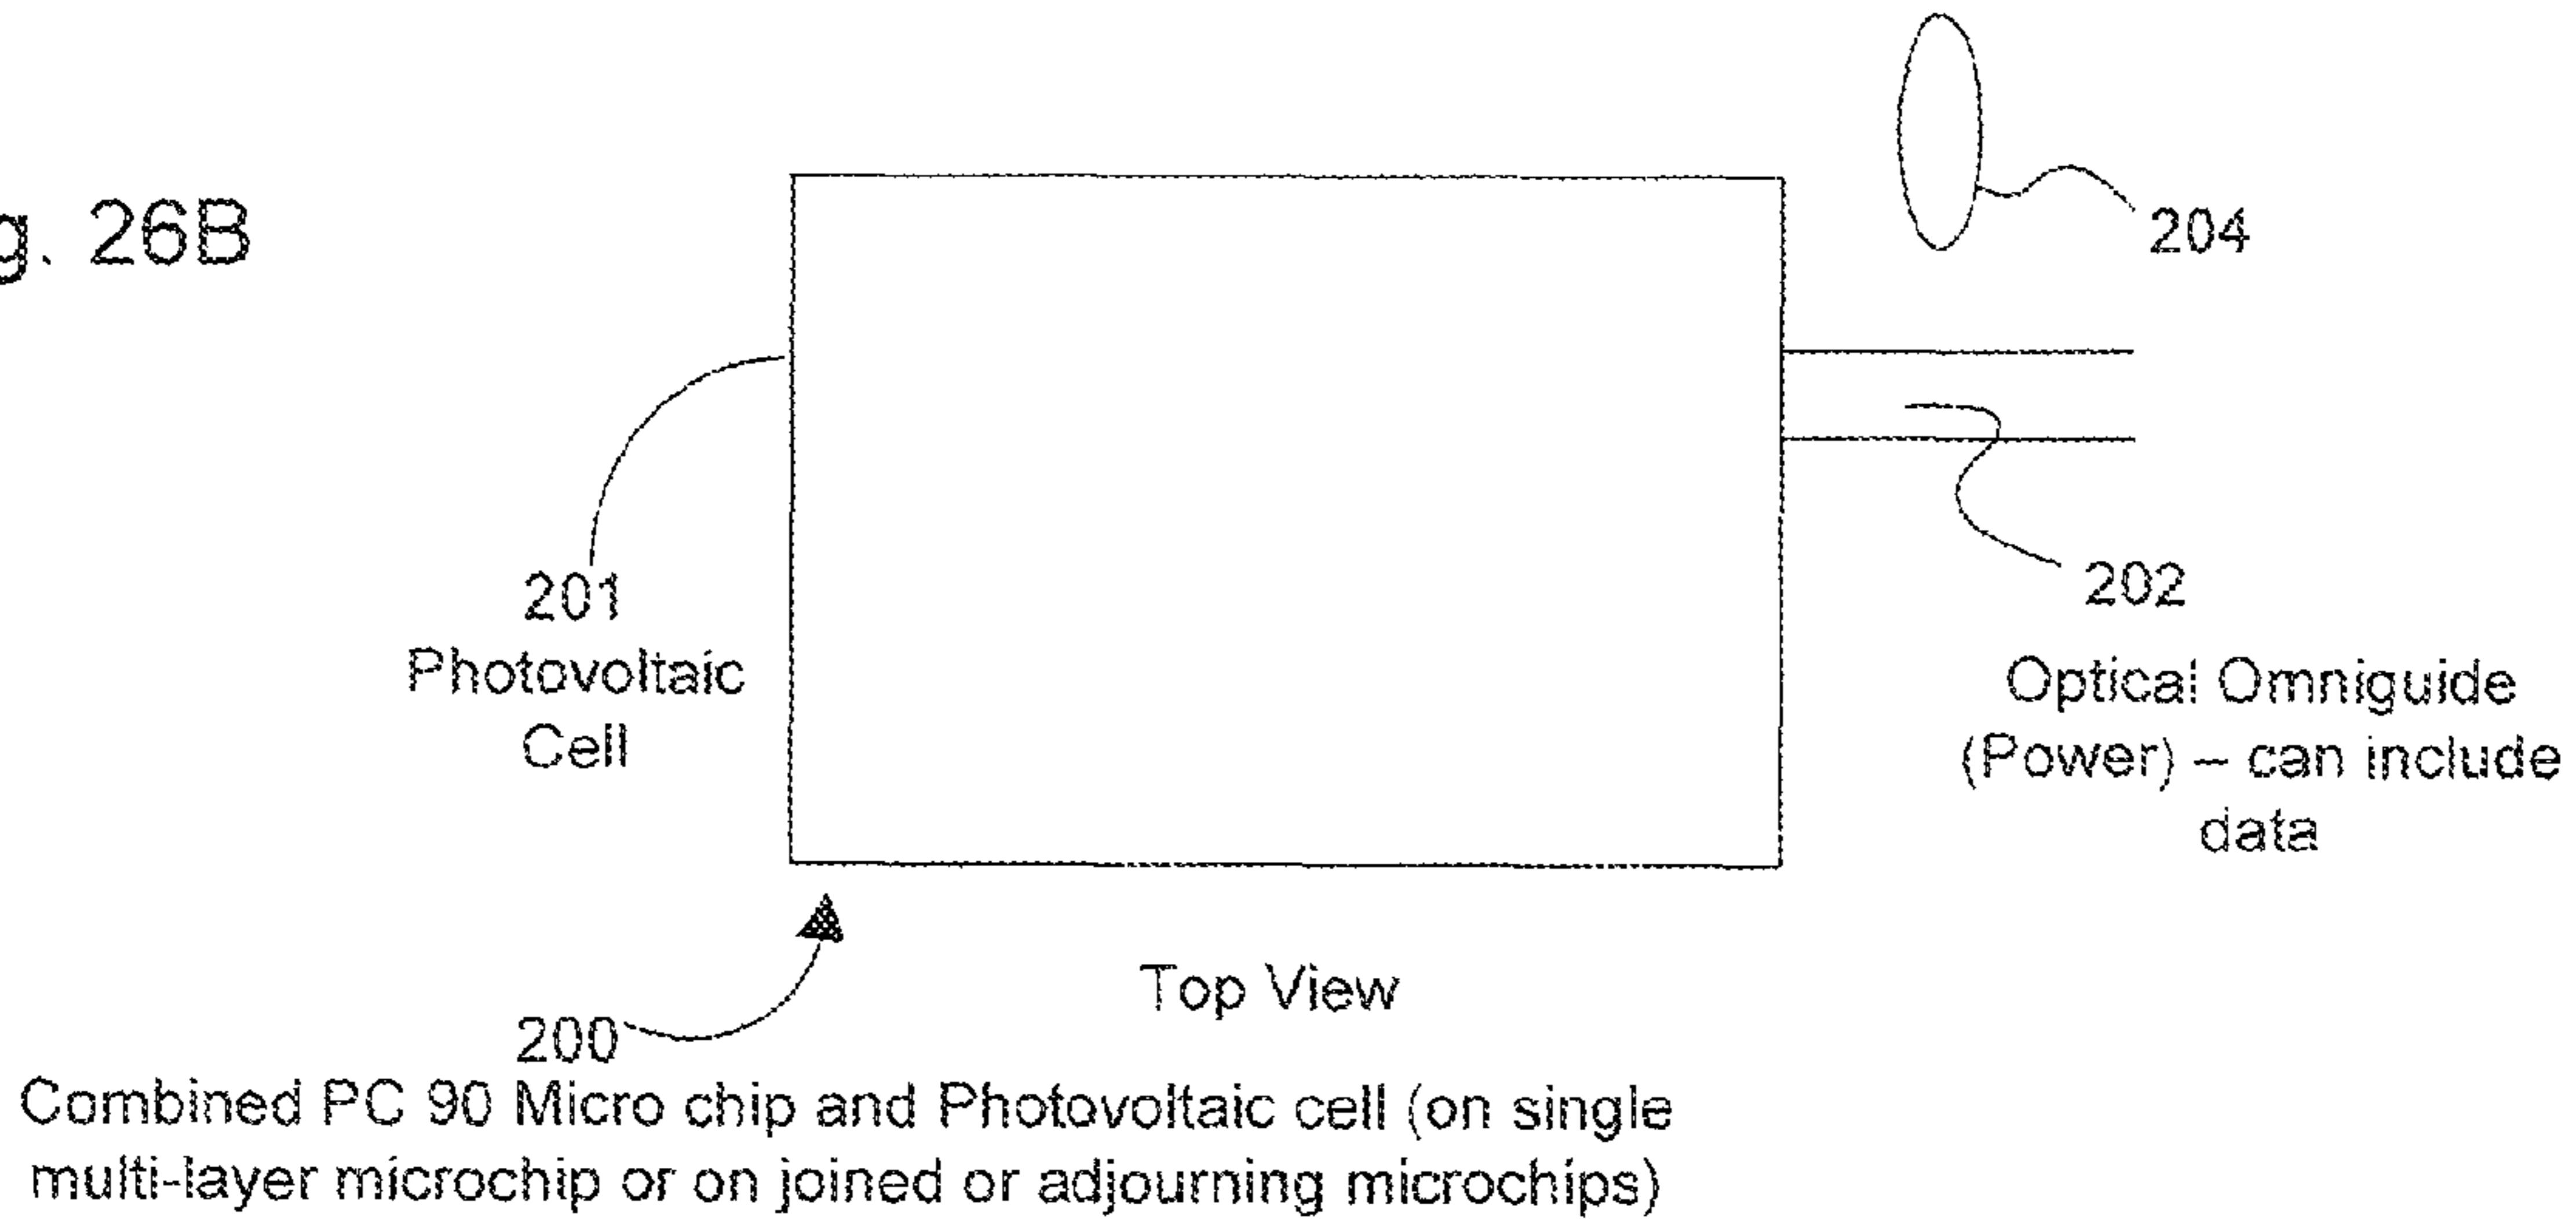 g. 26B
204
201
Photovoltaic
Cell
202
Optical Omniguide
(Power) – can include
data
Top View
200
Combined PC 90 Micro chip and Photovoltaic cell (on single
multi-layer microchip or on joined or adjourning microchips)